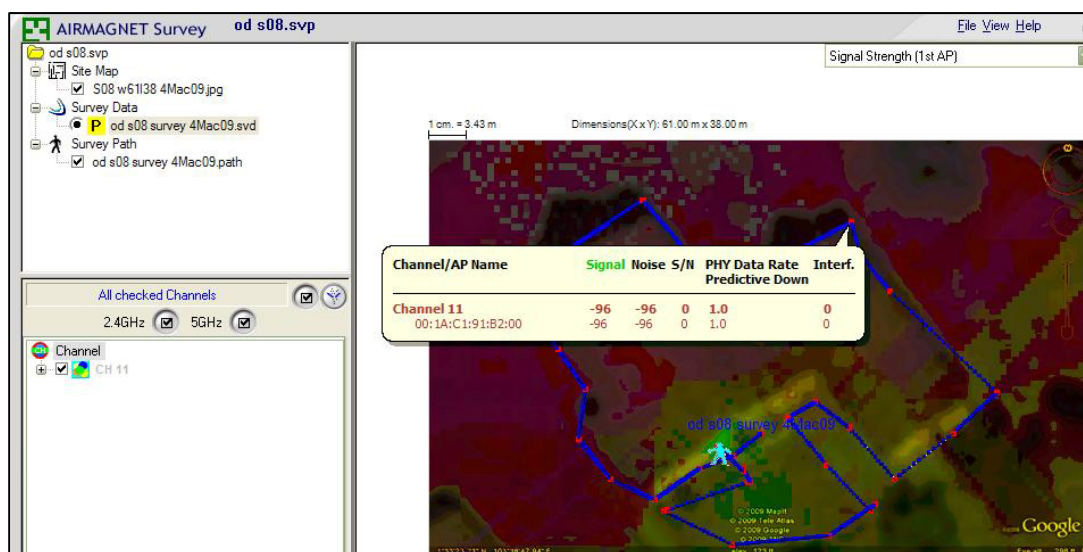 AIRMAGNET Survey od s08.svp File View Help
od s08.svp
Site Map
S08 w61l38 4Mac09.jpg
Survey Data
P od s08 survey 4Mac09.svd
Survey Path
od s08 survey 4Mac09.path
All checked Channels
2.4GHz 5GHz
CH Channel
CH 11
Signal Strength (1st AP)
1 cm. = 3.43 m Dimensions(X x Y): 61.00 m x 38.00 m
Channel/AP Name Signal Noise S/N PHY Data Rate Interf.
Predictive Down
Channel 11 -96 -96 0 1.0 0
00:1A:C1:91:B2:00 -96 -96 0 1.0 0
od s08 survey 4Mac09
© 2009 MapIt
© 2009 Tele Atlas
© 2009 Google
Google